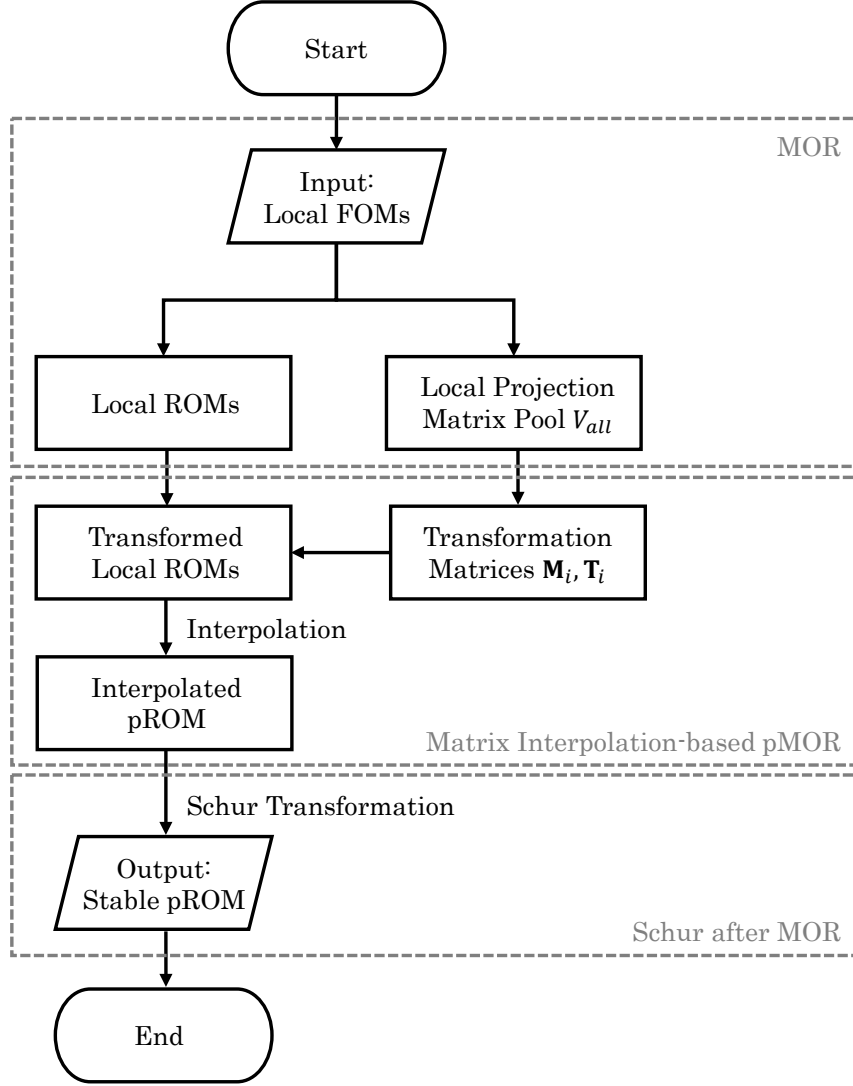 Start
MOR
Input:
Local FOMs
Local ROMs
Local Projection
Matrix Pool V_all
Transformed
Local ROMs
Transformation
Matrices M_i, T_i
Interpolation
Interpolated
pROM
Matrix Interpolation-based pMOR
Schur Transformation
Output:
Stable pROM
Schur after MOR
End